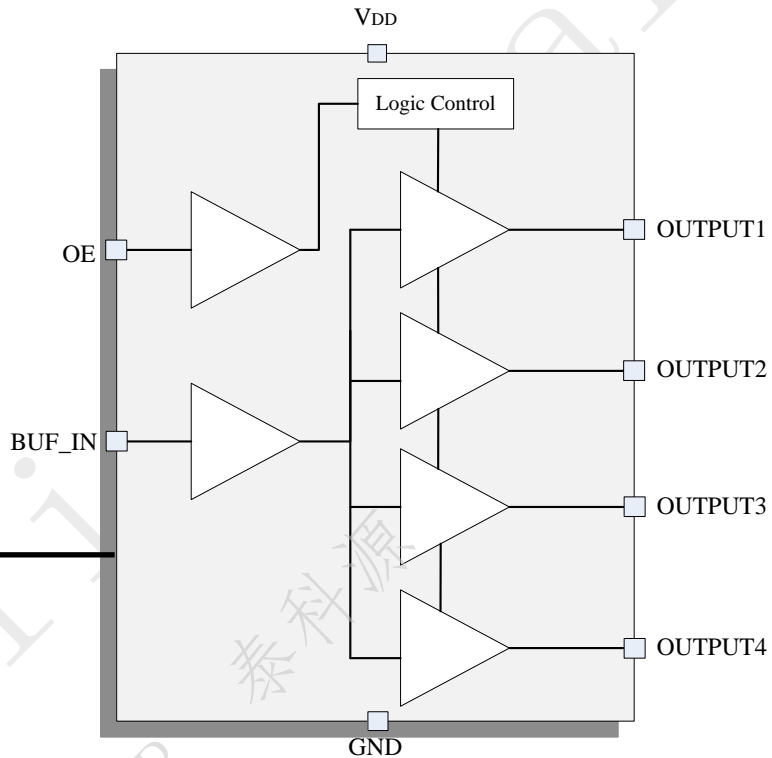 VDD
Logic Control
OE
OUTPUT1
OUTPUT2
BUF_IN
OUTPUT3
泰科源
OUTPUT4
GND